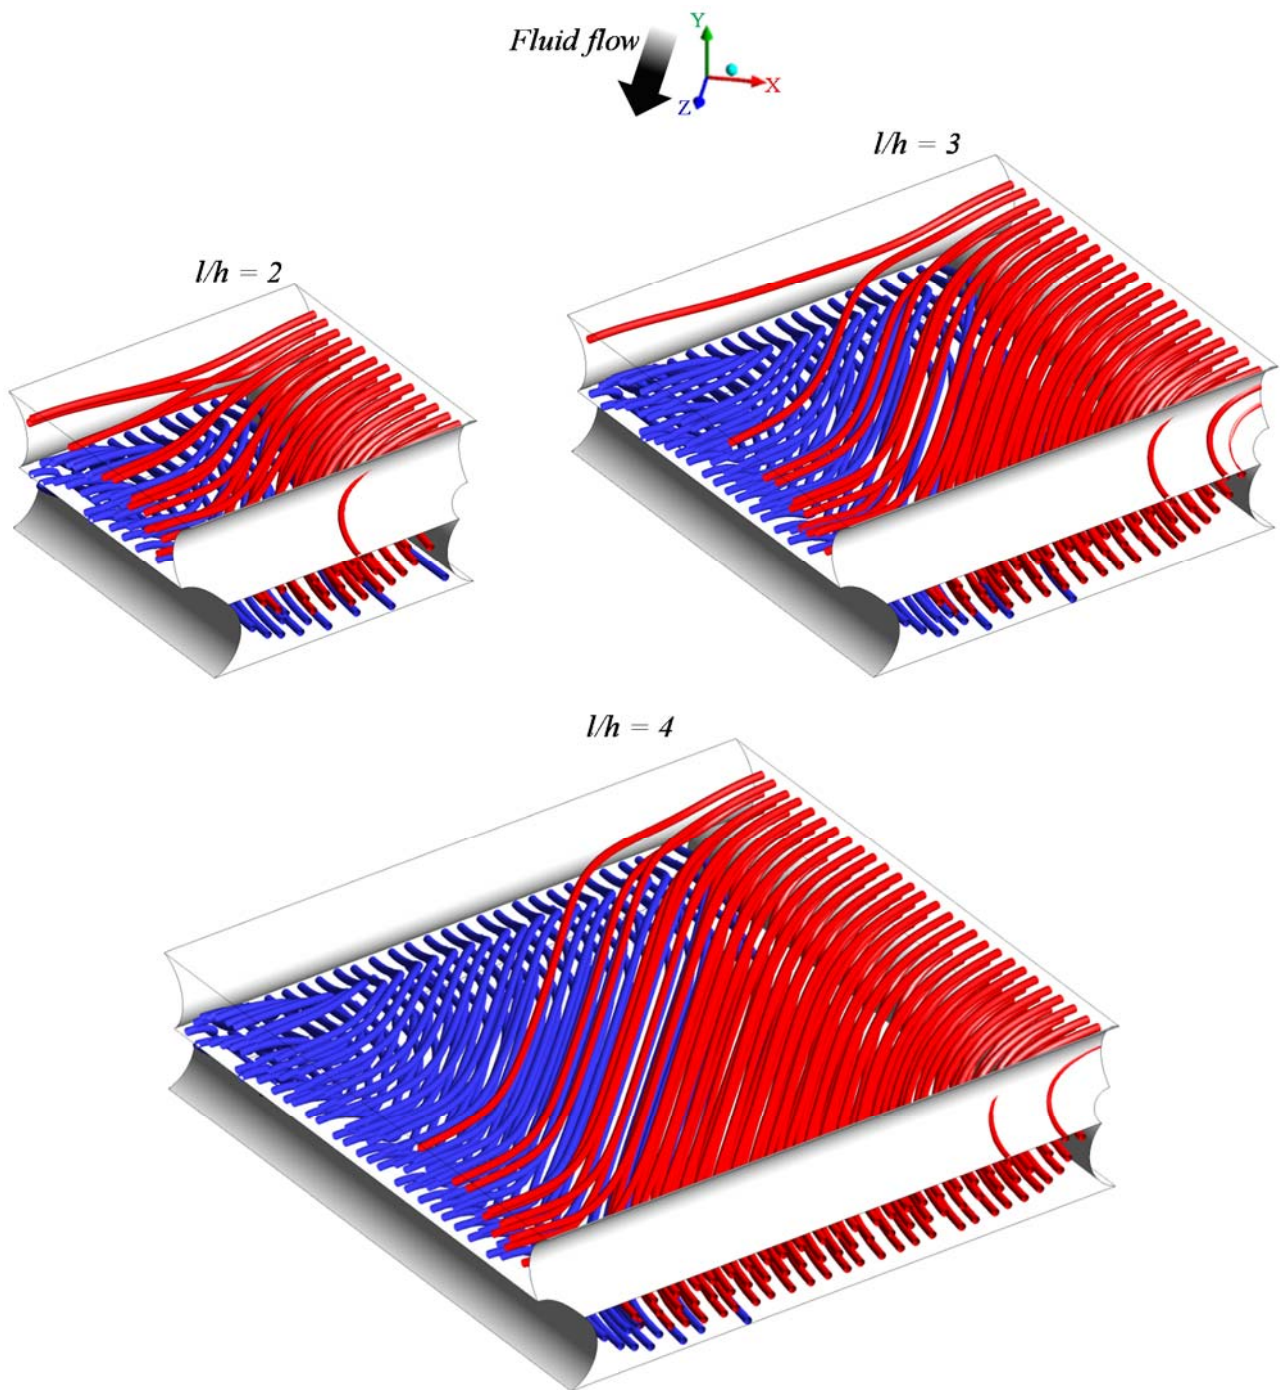 Fluid flow
Y
X
Z
l/h = 3
l/h = 2
l/h = 4